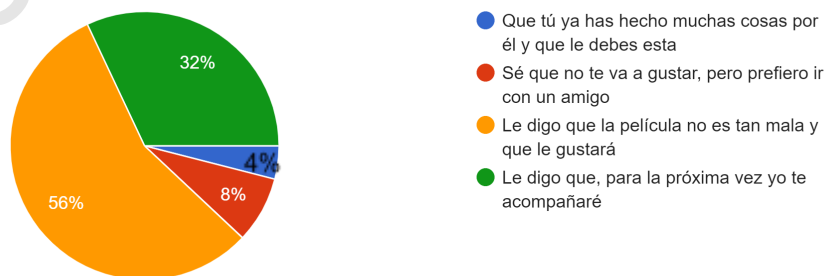 32%
4%
8%
56%
Que tú ya has hecho muchas cosas por
él y que le debes esta
Sé que no te va a gustar, pero prefiero ir
con un amigo
Le digo que la película no es tan mala y
que le gustará
Le digo que, para la próxima vez yo te
acompañaré